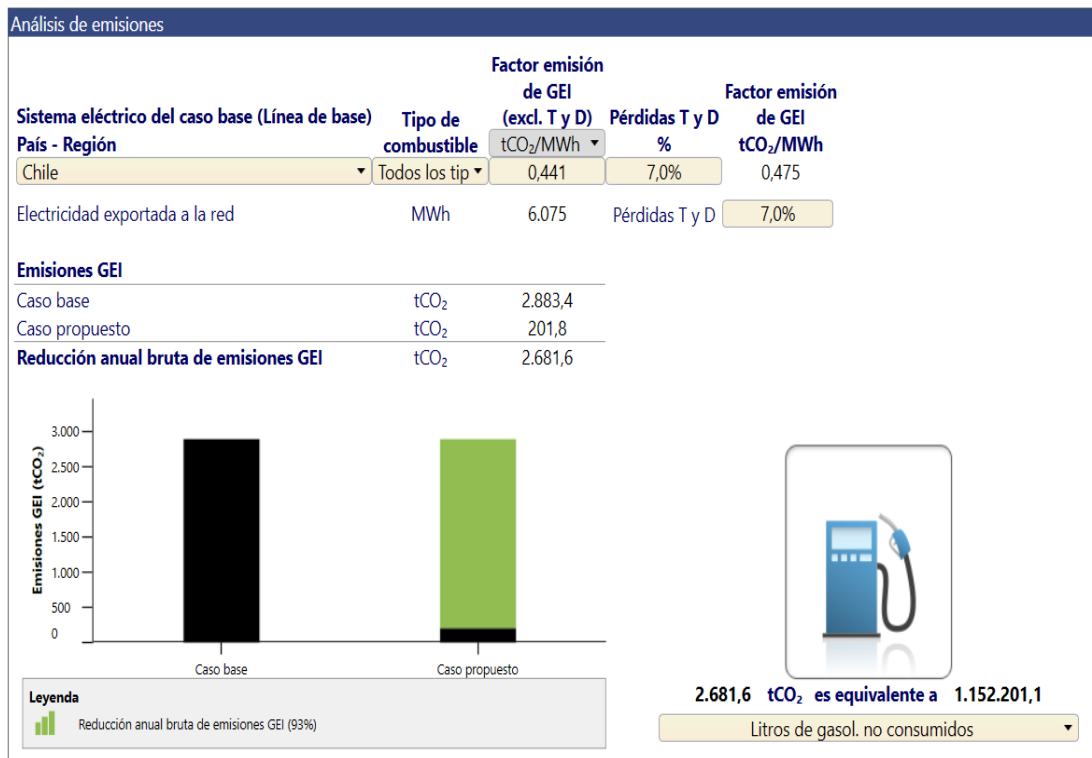 Análisis de emisiones
Factor emisión
de GEI
Factor emisión
Sistema eléctrico del caso base (Línea de base)
Tipo de
(excl. T y D)
Pérdidas T y D
de GEI
País - Región
combustible
tCO₂/MWh
%
tCO₂/MWh
Chile
Todos los tip
0,441
7,0%
0,475
Electricidad exportada a la red
MWh
6.075
Pérdidas T y D
7,0%
Emisiones GEI
Caso base
tCO₂
2.883,4
Caso propuesto
tCO₂
201,8
Reducción anual bruta de emisiones GEI
tCO₂
2.681,6
Emisiones GEI (tCO₂)
3.000
2.500
2.000
1.500
1.000
500
0
Caso base
Caso propuesto
Leyenda
Reducción anual bruta de emisiones GEI (93%)
2.681,6 tCO₂ es equivalente a 1.152.201,1
Litros de gasol. no consumidos